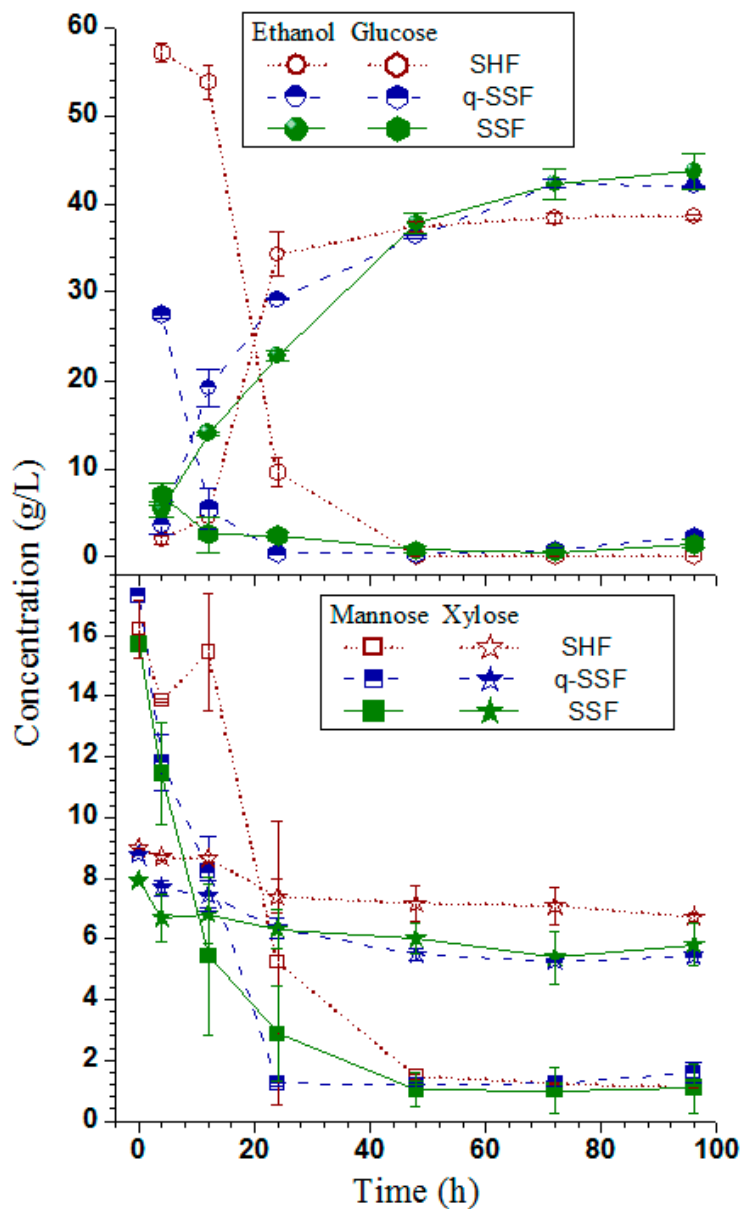 60
50
40
30
20
10
0
Ethanol Glucose
SHF
q-SSF
SSF
Concentration (g/L)
16
14
12
10
8
6
4
2
0
Mannose Xylose
SHF
q-SSF
SSF
0 20 40 60 80 100
Time (h)